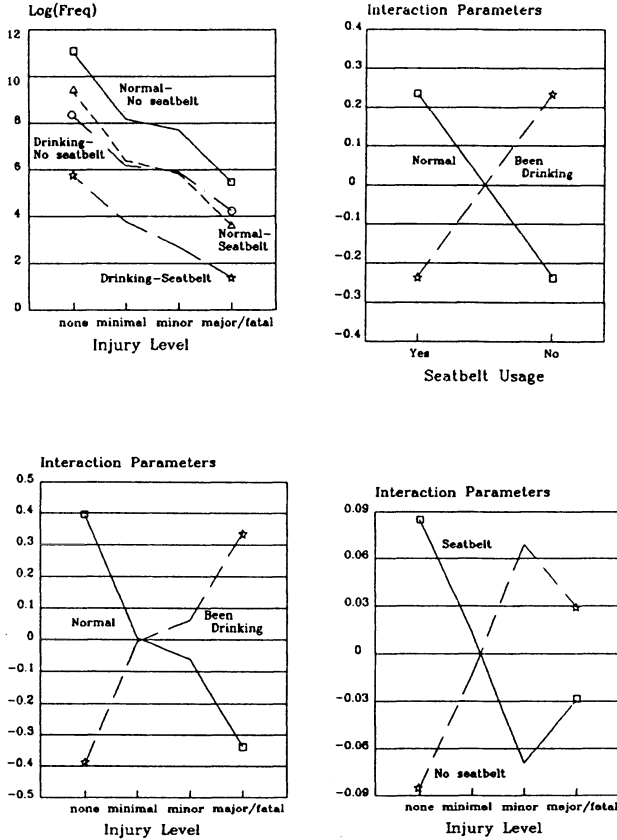 Log(Freq)
12
10
8
6
4
2
0
Normal-
No seatbelt
Drinking-
No seatbelt
Normal-
Seatbelt
Drinking-Seatbelt
none minimal minor major/fatal
Injury Level
Interaction Parameters
0.4
0.3
0.2
0.1
0
-0.1
-0.2
-0.3
-0.4
Normal
Been
Drinking
Yes No
Seatbelt Usage
Interaction Parameters
0.5
0.4
0.3
0.2
0.1
0
-0.1
-0.2
-0.3
-0.4
-0.5
Normal
Been
Drinking
none minimal minor major/fatal
Injury Level
Interaction Parameters
0.09
0.06
0.03
0
-0.03
-0.06
-0.09
Seatbelt
No seatbelt
none minimal minor major/fatal
Injury Level